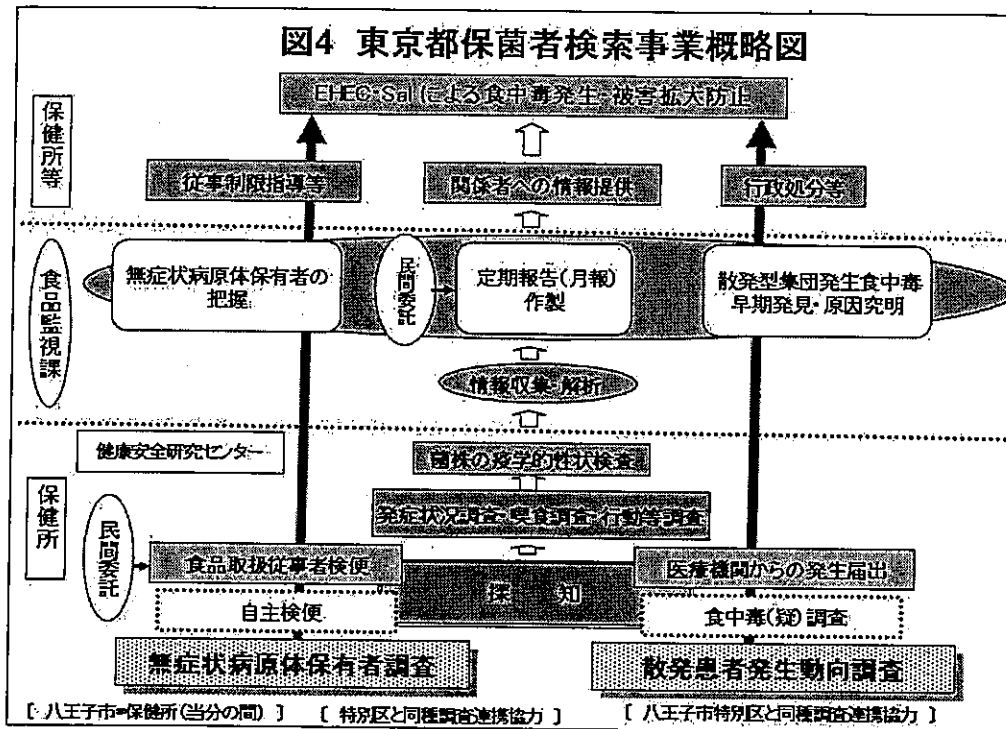 図4 東京都保菌者検索事業概略図
EHEC・Salによる食中毒発生・被害拡大防止
保健所等
従事制限指導等
関係者への情報提供
行政処分等
食品監視課
無症状病原体保有者の
把握
民間委託
定期報告(月報)
作製
散発型集団発生食中毒
早期発見・原因究明
情報収集・解析
健康安全研究センター
菌株の疫学的性状検査
保健所
発症状況調査・喫食調査・行動等調査
民間委託
食品取扱従事者検便
探 知
医療機関からの発生届出
自主検便
食中毒(疑)調査
無症状病原体保有者調査
散発患者発生動向調査
[ 八王子市=保健所(当分の間) ]
[ 特別区と同種調査連携協力 ]
[ 八王子市特別区と同種調査連携協力 ]